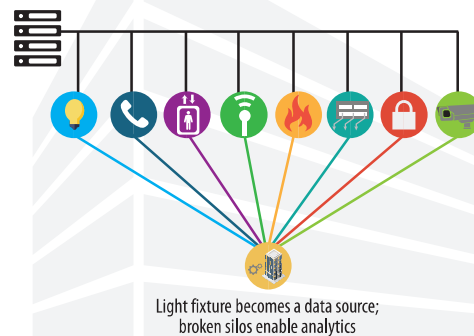 Light fixture becomes a data source;
broken silos enable analytics